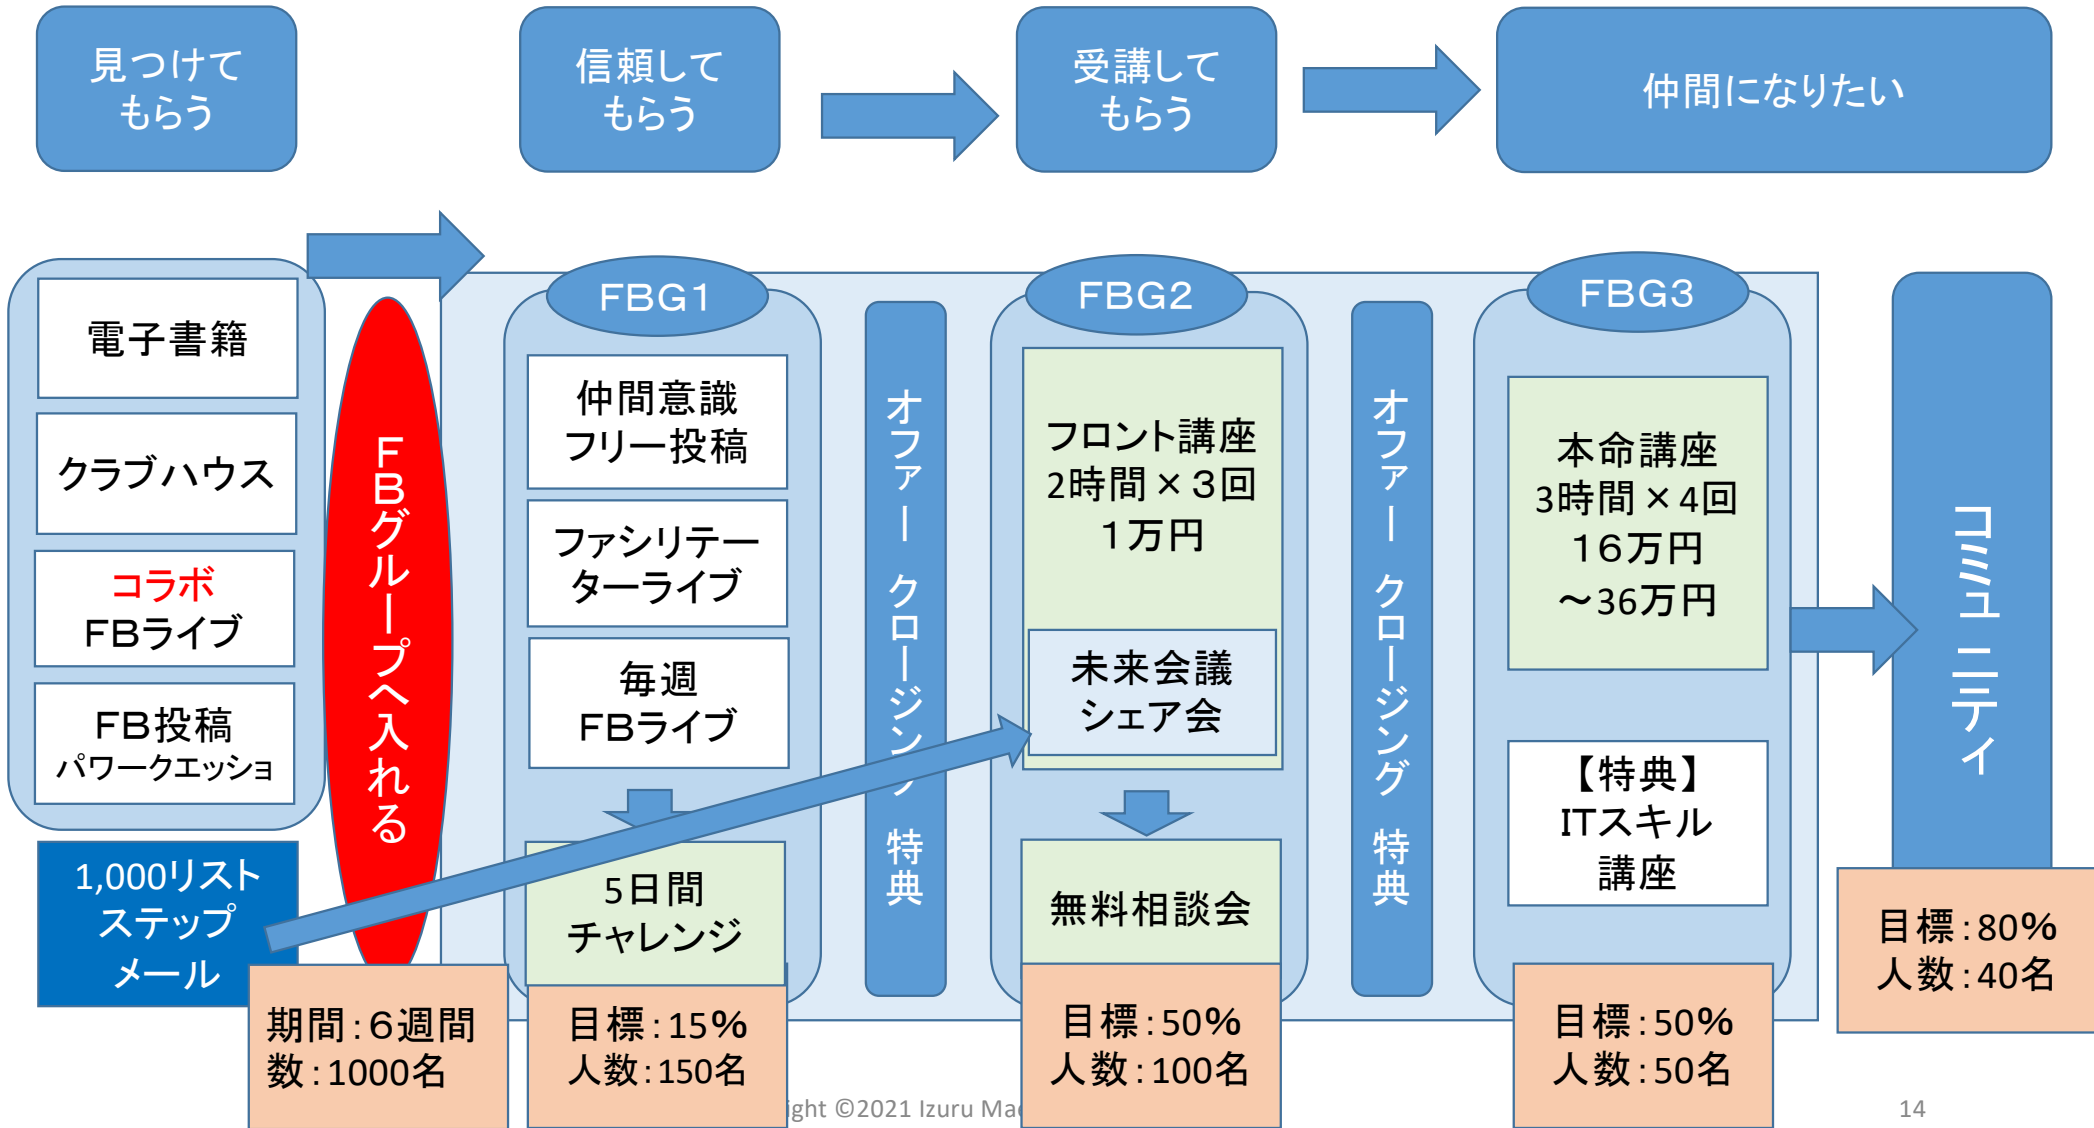 見つけて
もらう
信頼して
もらう
受講して
もらう
仲間になりたい
電子書籍
クラブハウス
コラボ
FBライブ
FB投稿
パワークエッショ
1,000リスト
ステップ
メール
FBグループへ入れる
期間:6週間
数:1000名
FBG1
仲間意識
フリー投稿
ファシリテー
ターライブ
毎週
FBライブ
5日間
チャレンジ
目標:15%
人数:150名
オファー クロージング 特典
FBG2
フロント講座
2時間×3回
1万円
未来会議
シェア会
無料相談会
目標:50%
人数:100名
オファー クロージング 特典
FBG3
本命講座
3時間×4回
16万円
~36万円
【特典】
ITスキル
講座
目標:50%
人数:50名
コミュニティ
目標:80%
人数:40名
ight ©2021 Izuru
14